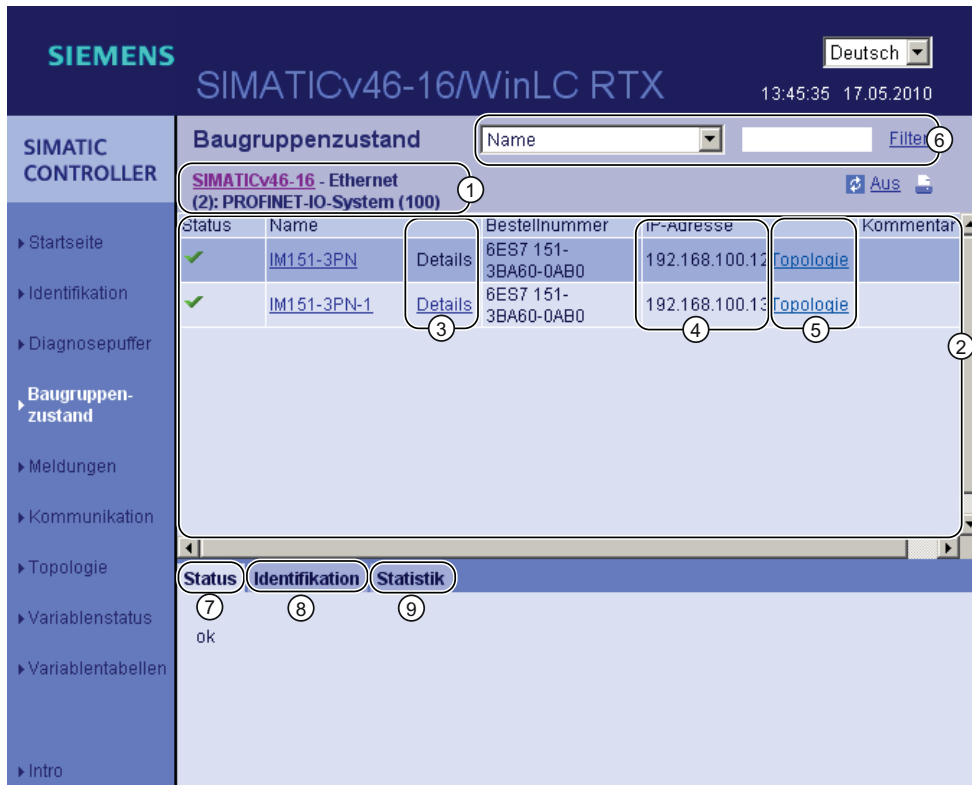 SIEMENS
SIMATICv46-16/WinLC RTX
Deutsch
13:45:35 17.05.2010
SIMATIC
CONTROLLER
Startseite
Identifikation
Diagnosepuffer
Baugruppen-
zustand
Meldungen
Kommunikation
Topologie
Variablenstatus
Variablentabellen
Intro
Baugruppenzustand
Name
Filter
6
SIMATICv46-16 - Ethernet
(2): PROFINET-IO-System (100)
1
Aus
Status Name Bestellnummer IP-Adresse Kommentar
IM151-3PN Details 6ES7 151-
3BA60-0AB0 192.168.100.12 Topologie
IM151-3PN-1 Details 6ES7 151-
3BA60-0AB0 192.168.100.13 Topologie
3 4 5 2
Status Identifikation Statistik
7 8 9
ok